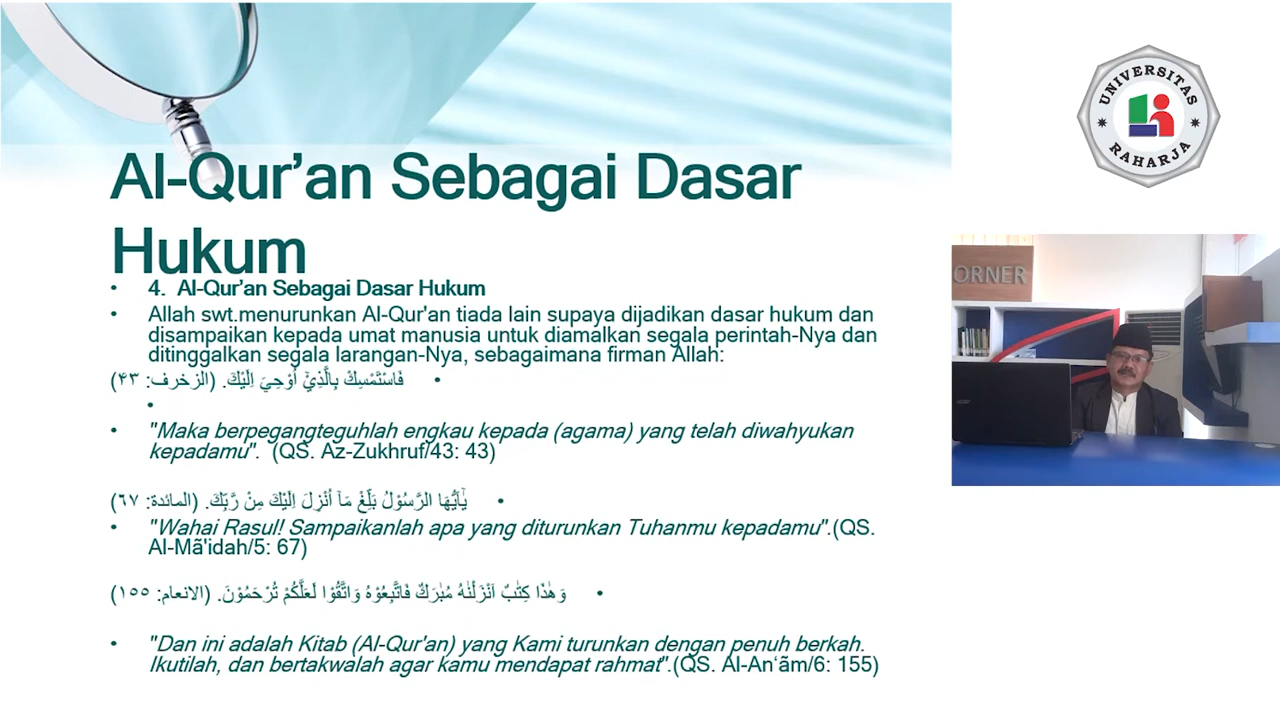 Al-Qur’an Sebagai Dasar
Hukum
• 4. Al-Qur’an Sebagai Dasar Hukum
• Allah swt.menurunkan Al-Qur'an tiada lain supaya dijadikan dasar hukum dan
disampaikan kepada umat manusia untuk diamalkan segala perintah-Nya dan
ditinggalkan segala larangan-Nya, sebagaimana firman Allah:
• فَاسْتَمْسِكْ بِالَّذِيْٓ اُوْحِيَ اِلَيْكَ. (الزخرف: ۴۳)
•
• "Maka berpegangteguhlah engkau kepada (agama) yang telah diwahyukan
kepadamu". (QS. Az-Zukhruf/43: 43)
• يٰٓاَيُّهَا الرَّسُوْلُ بَلِّغْ مَآ اُنْزِلَ اِلَيْكَ مِنْ رَّبِّكَ. (المائدة: ٦٧)
• "Wahai Rasul! Sampaikanlah apa yang diturunkan Tuhanmu kepadamu".(QS.
Al-Mã'idah/5: 67)
• وَهٰذَا كِتٰبٌ اَنْزَلْنٰهُ مُبٰرَكٌ فَاتَّبِعُوْهُ وَاتَّقُوْا لَعَلَّكُمْ تُرْحَمُوْنَ. (الانعام: ١٥٥)
• "Dan ini adalah Kitab (Al-Qur'an) yang Kami turunkan dengan penuh berkah.
Ikutilah, dan bertakwalah agar kamu mendapat rahmat".(QS. Al-An‘ãm/6: 155)
UNIVERSITAS
RAHARJA
ORNER